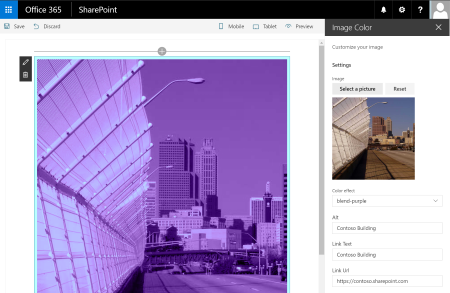 Office 365 SharePoint
Save Discard Mobile Tablet Preview
Image Color
Customize your image
Settings
Image
Select a picture Reset
Color effect
blend-purple
Alt
Contoso Building
Link Text
Contoso Building
Link Url
https://contoso.sharepoint.com